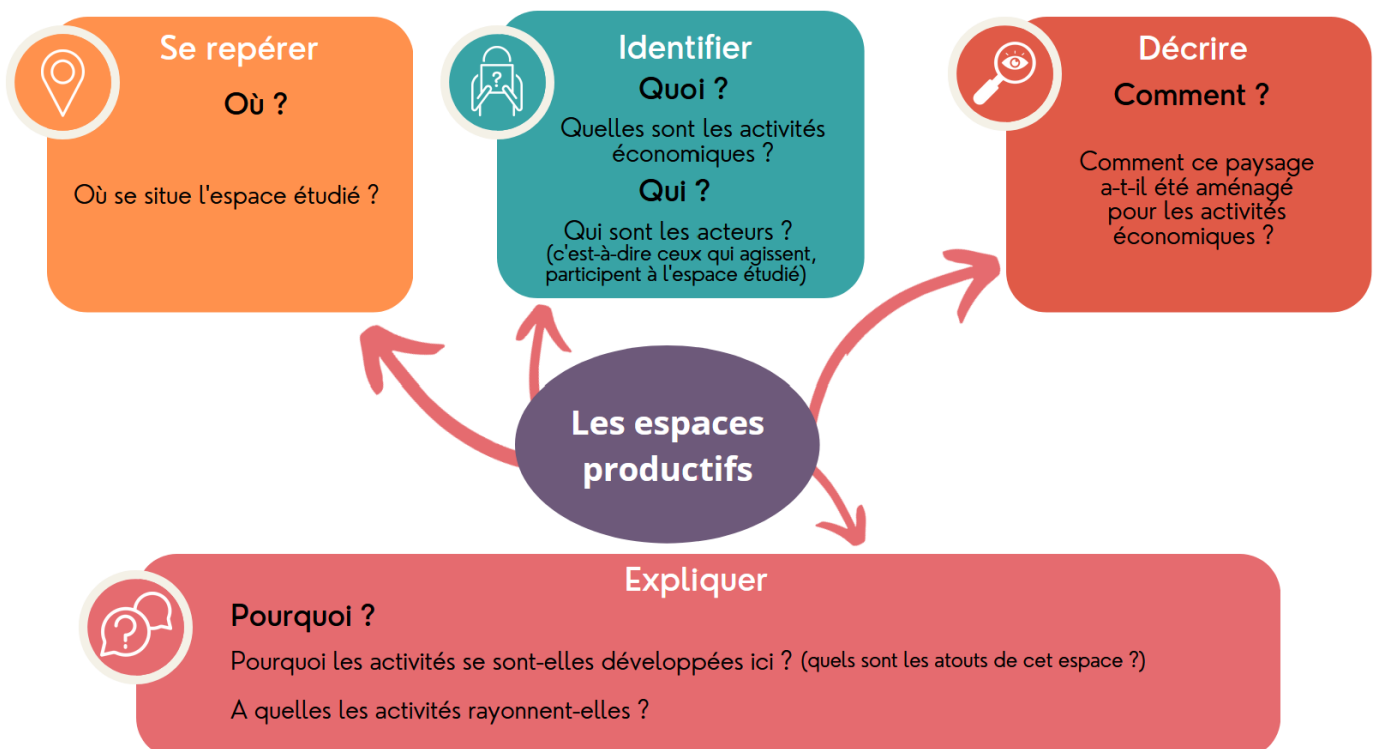 Se repérer
Où ?
Où se situe l'espace étudié ?
Identifier
Quoi ?
Quelles sont les activités
économiques ?
Qui ?
Qui sont les acteurs ?
(c'est-à-dire ceux qui agissent,
participent à l'espace étudié)
Décrire
Comment ?
Comment ce paysage
a-t-il été aménagé
pour les activités
économiques ?
Les espaces
productifs
Expliquer
Pourquoi ?
Pourquoi les activités se sont-elles développées ici ? (quels sont les atouts de cet espace ?)
A quelles les activités rayonnent-elles ?